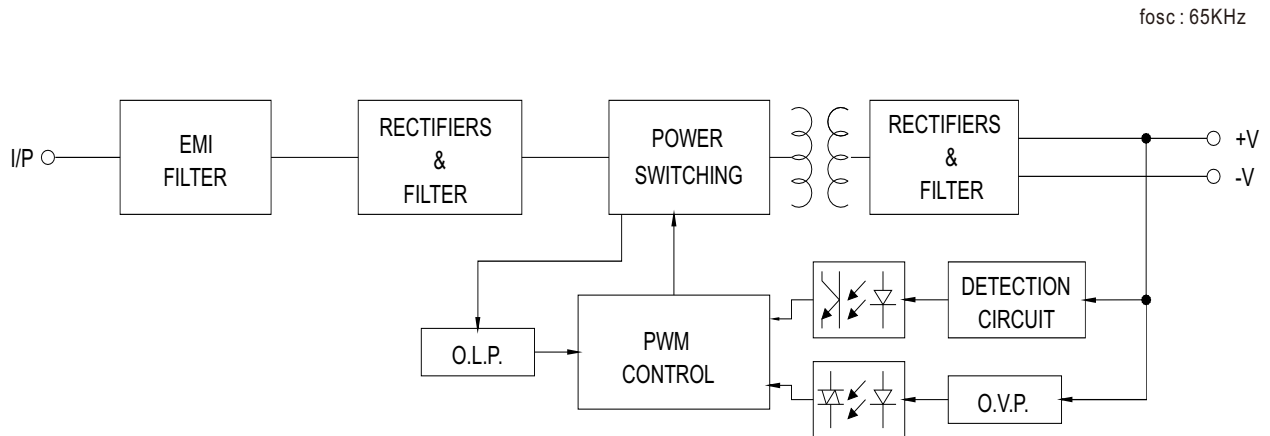 fosc : 65KHz
I/P
EMI
FILTER
RECTIFIERS
&
FILTER
POWER
SWITCHING
RECTIFIERS
&
FILTER
+V
-V
DETECTION
CIRCUIT
O.L.P.
PWM
CONTROL
O.V.P.